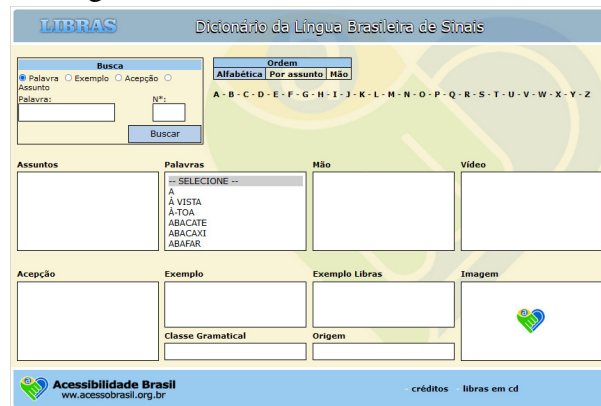 LIBRAS
Dicionário da Língua Brasileira de Sinais
Busca
Palavra Exemplo Acepção
Assunto
Palavra: N*:
Buscar
Ordem
Alfabética Por assunto Mão
A - B - C - D - E - F - G - H - I - J - K - L - M - N - O - P - Q - R - S - T - U - V - W - X - Y - Z
Assuntos
Palavras
-- SELECIONE --
A
À VISTA
À-TOA
ABACATE
ABACAXI
ABAFAR
Mão
Vídeo
Acepção
Exemplo
Exemplo Libras
Imagem
Classe Gramatical
Origem
Acessibilidade Brasil
www.acessobrasil.org.br
- créditos - libras em cd